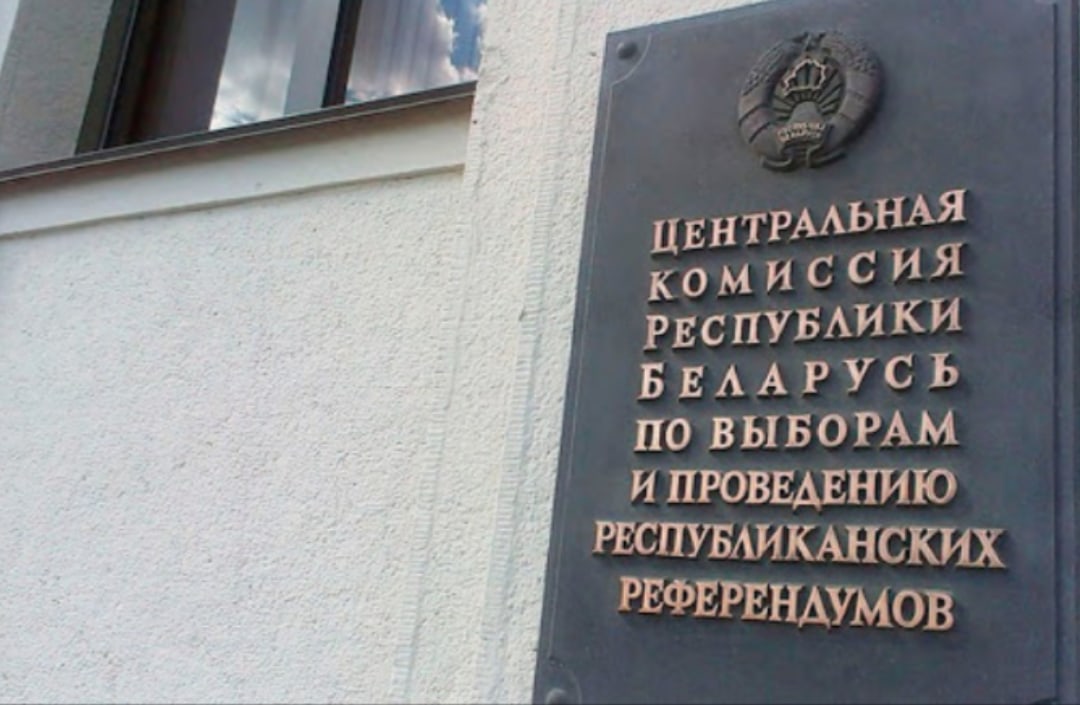 ЦЕНТРАЛЬНАЯ
КОМИССИЯ
РЕСПУБЛИКИ
БЕЛАРУСЬ
ПО ВЫБОРАМ
И ПРОВЕДЕНИЮ
РЕСПУБЛИКАНСКИХ
РЕФЕРЕНДУМОВ